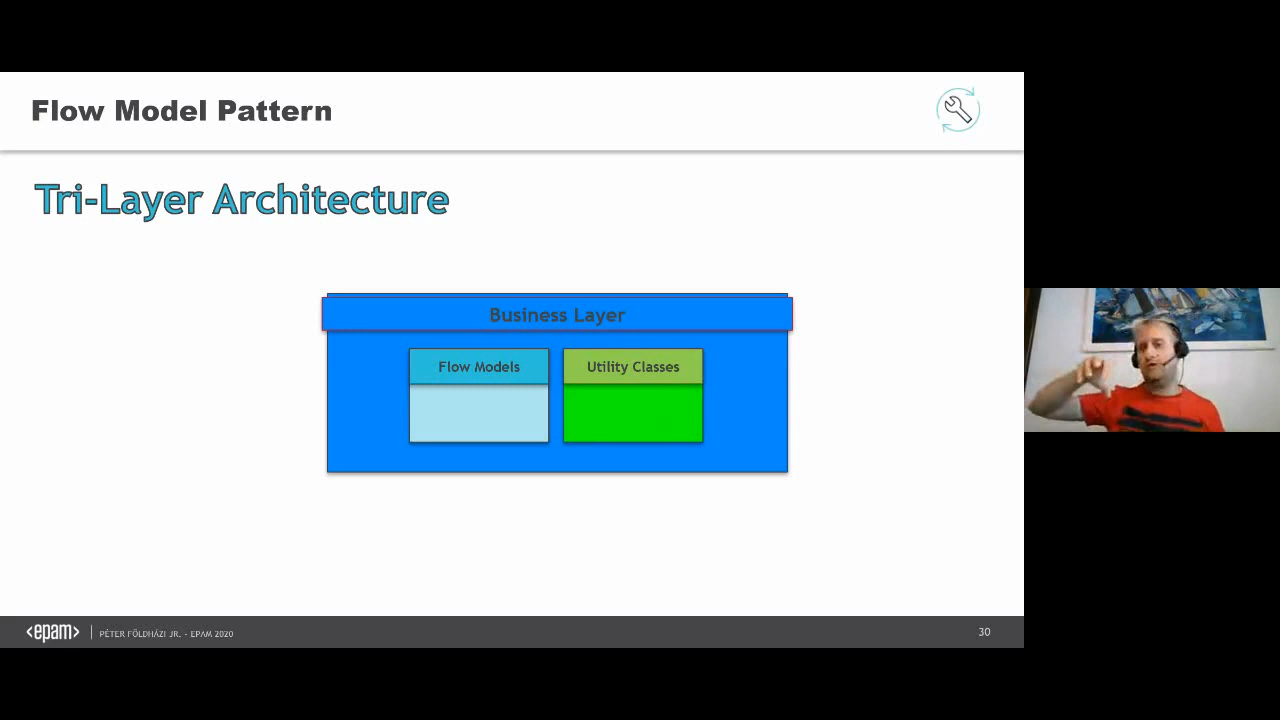 Flow Model Pattern
Tri-Layer Architecture
Business Layer
Flow Models
Utility Classes
<epam> | PÉTER FÖLDHÁZI JR. - EPAM 2020
30